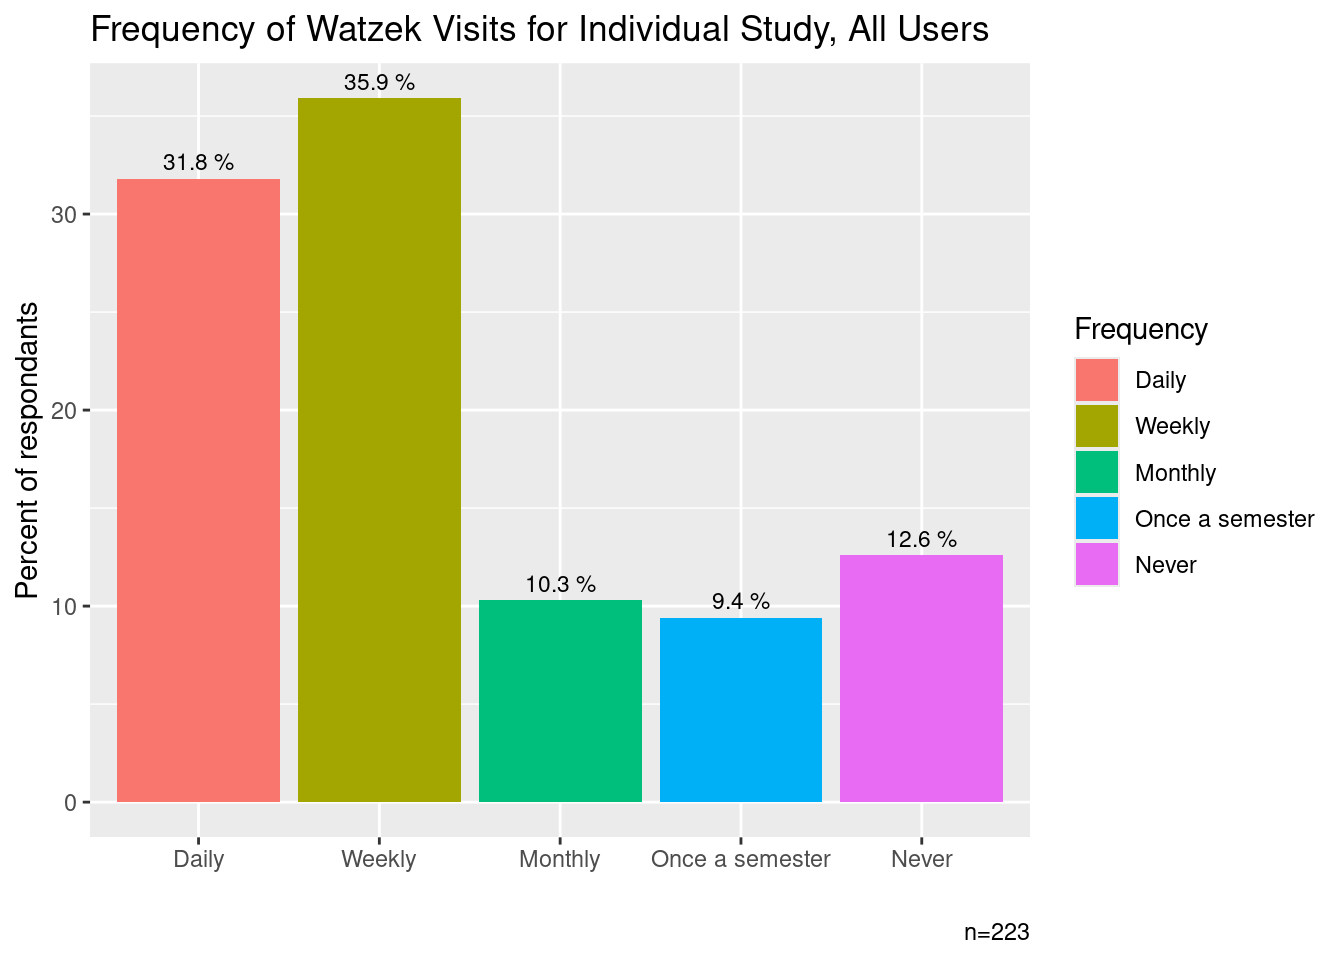 Frequency of Watzek Visits for Individual Study, All Users
Percent of respondants
30
20
10
0
31.8 %
35.9 %
10.3 %
9.4 %
12.6 %
Daily
Weekly
Monthly
Once a semester
Never
Frequency
Daily
Weekly
Monthly
Once a semester
Never
n=223